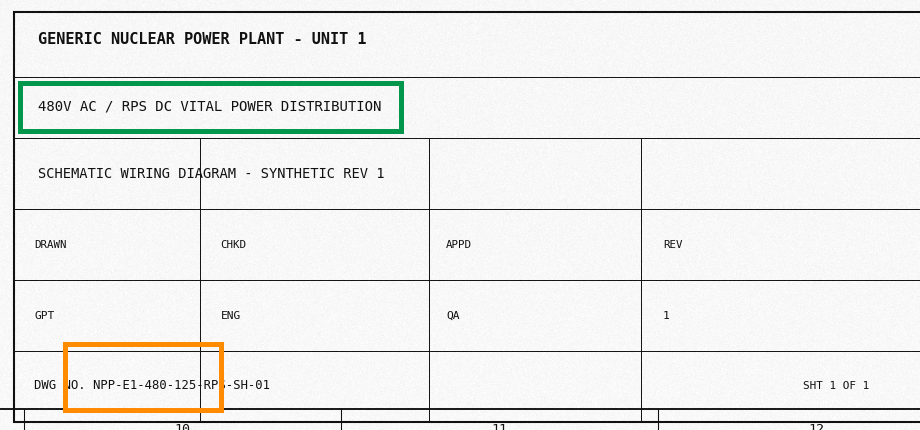 GENERIC NUCLEAR POWER PLANT - UNIT 1
480V AC / RPS DC VITAL POWER DISTRIBUTION
SCHEMATIC WIRING DIAGRAM - SYNTHETIC REV 1
DRAWN CHKD APPD REV
GPT ENG QA 1
DWG NO. NPP-E1-480-125-RPS-SH-01 SHT 1 OF 1
10 11 12